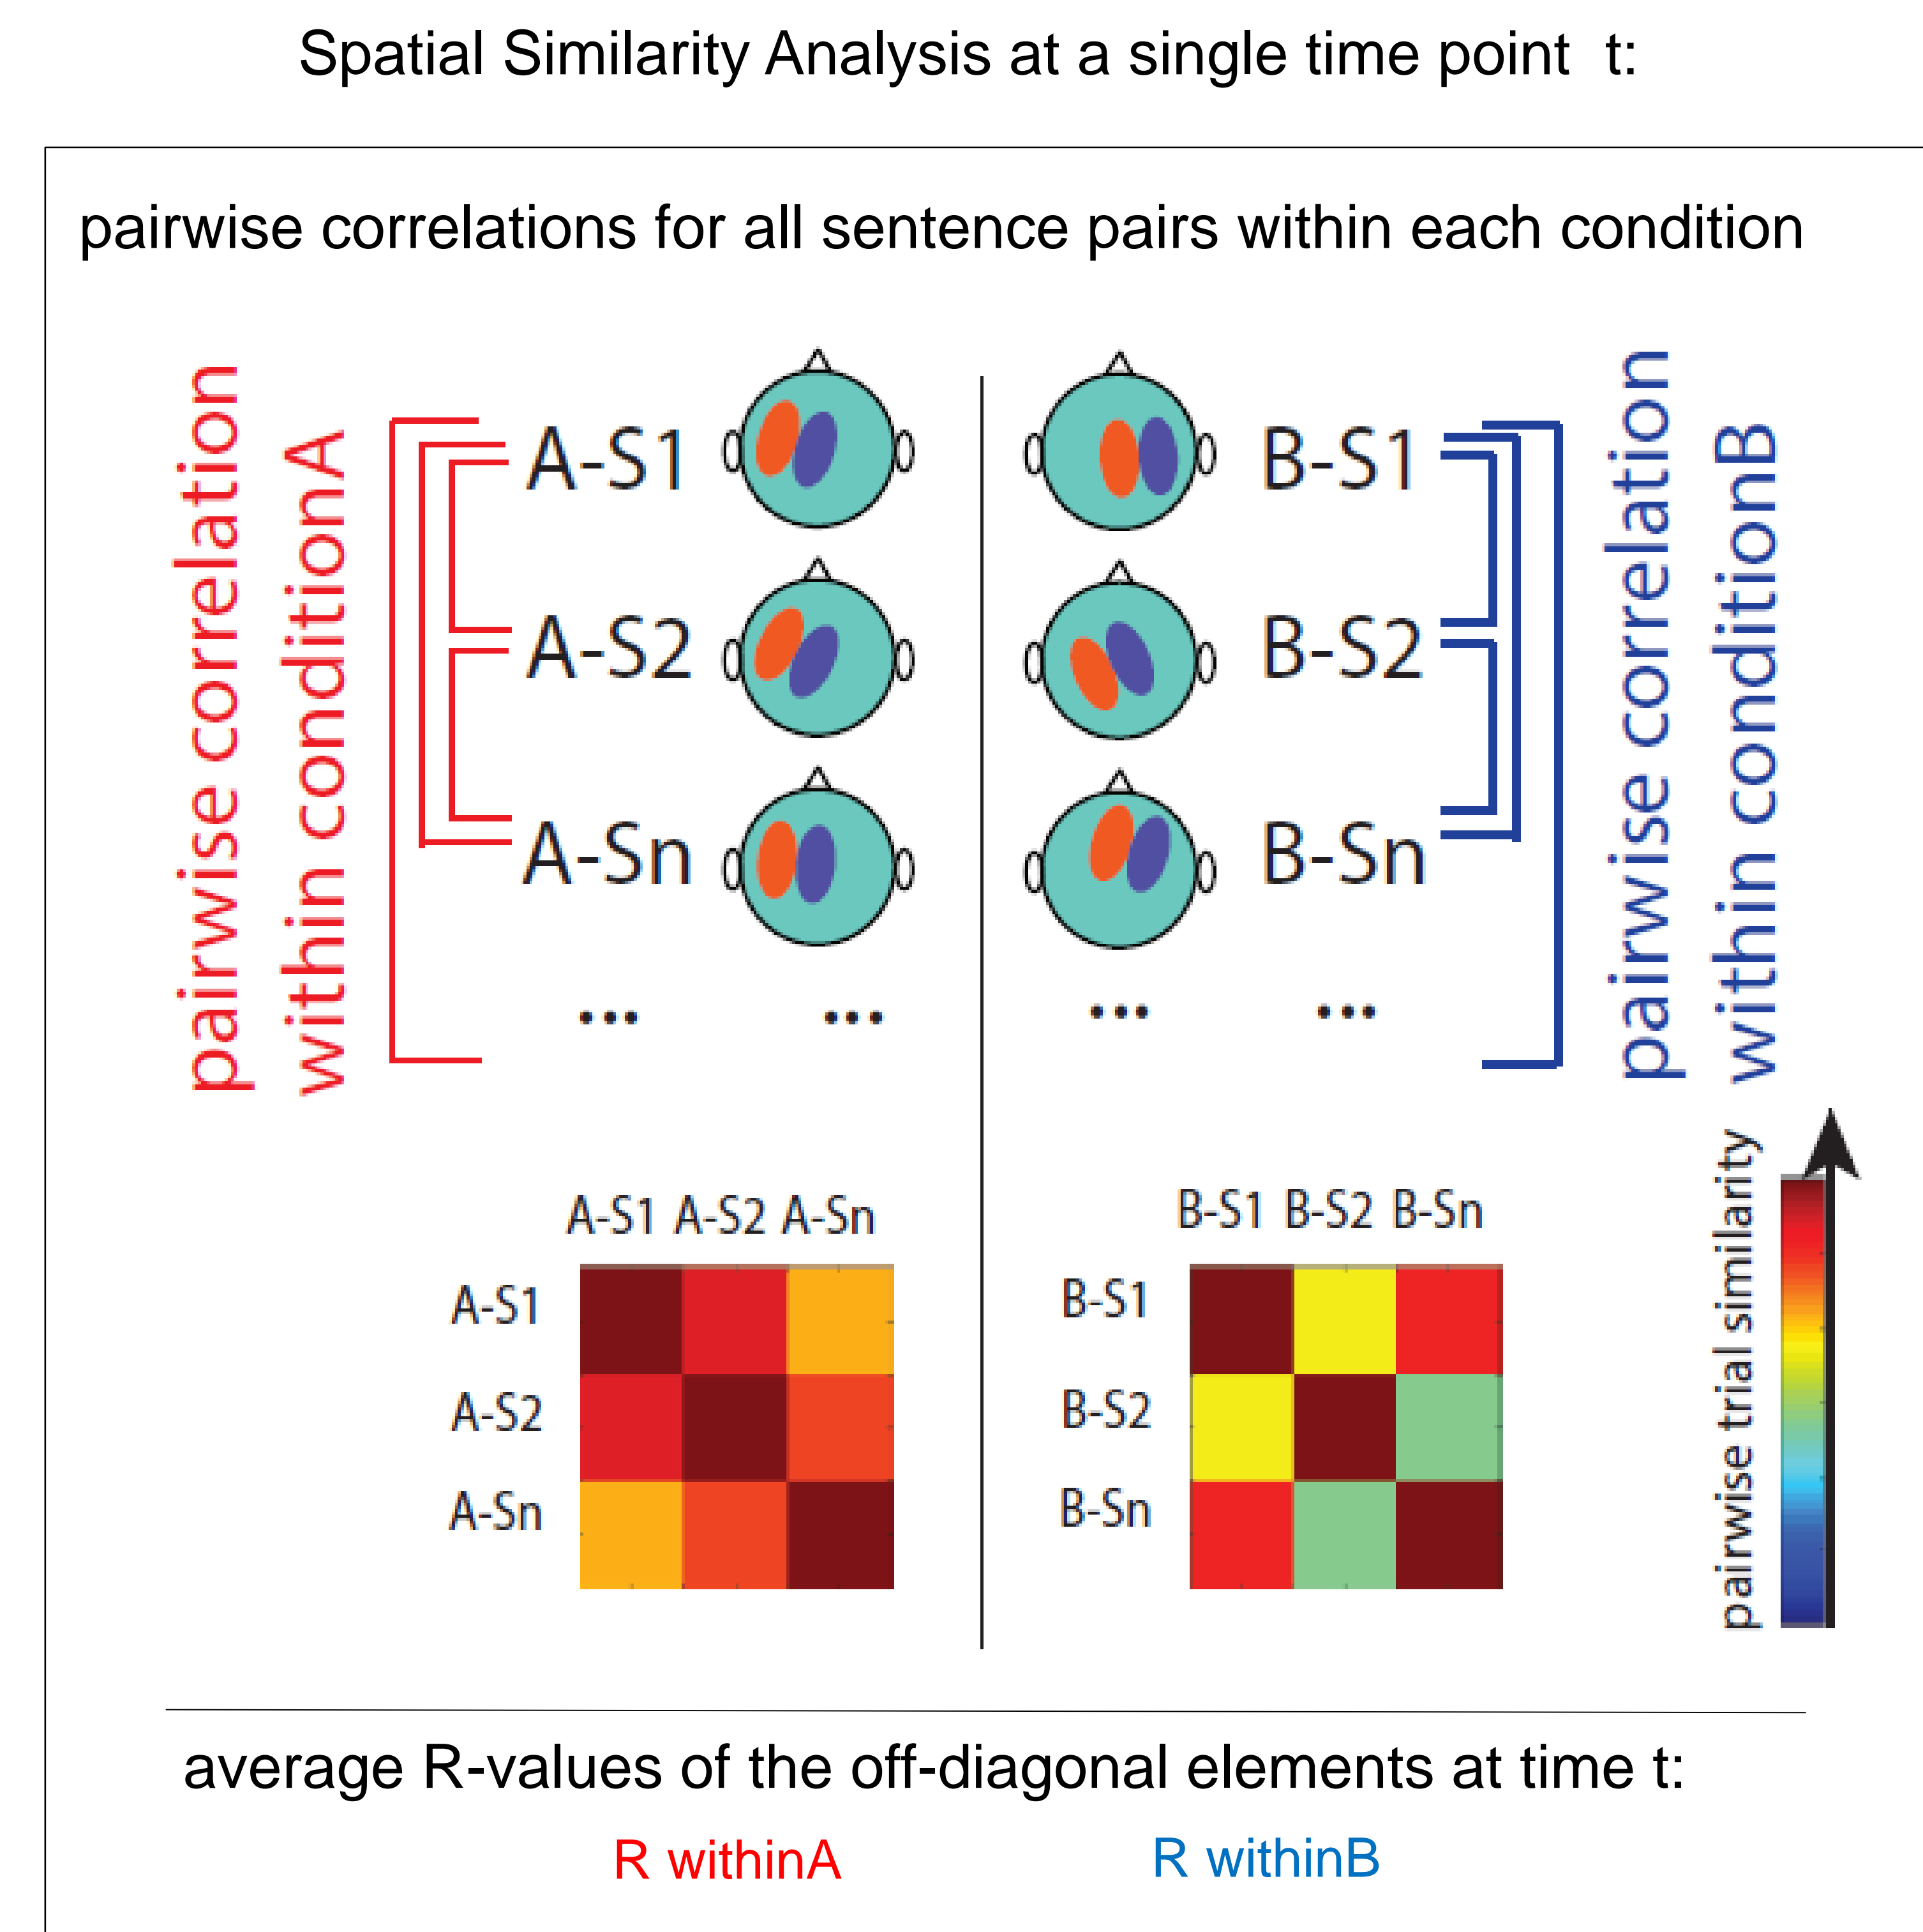 Spatial Similarity Analysis at a single time point t:
pairwise correlations for all sentence pairs within each condition
pairwise correlation
within conditionA
A-S1
A-S2
A-Sn
... ...
B-S1
B-S2
B-Sn
... ...
pairwise correlation
within conditionB
A-S1 A-S2 A-Sn
A-S1
A-S2
A-Sn
B-S1 B-S2 B-Sn
B-S1
B-S2
B-Sn
pairwise trial similarity
average R-values of the off-diagonal elements at time t:
R withinA R withinB